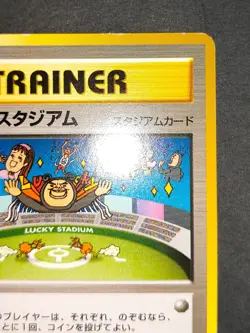 TRAINER
スタジアム
スタジアムカード
LUCKY STADIUM
のプレイヤーは、それぞれ、のぞむなら、
とに1回、コインを投げてよい。